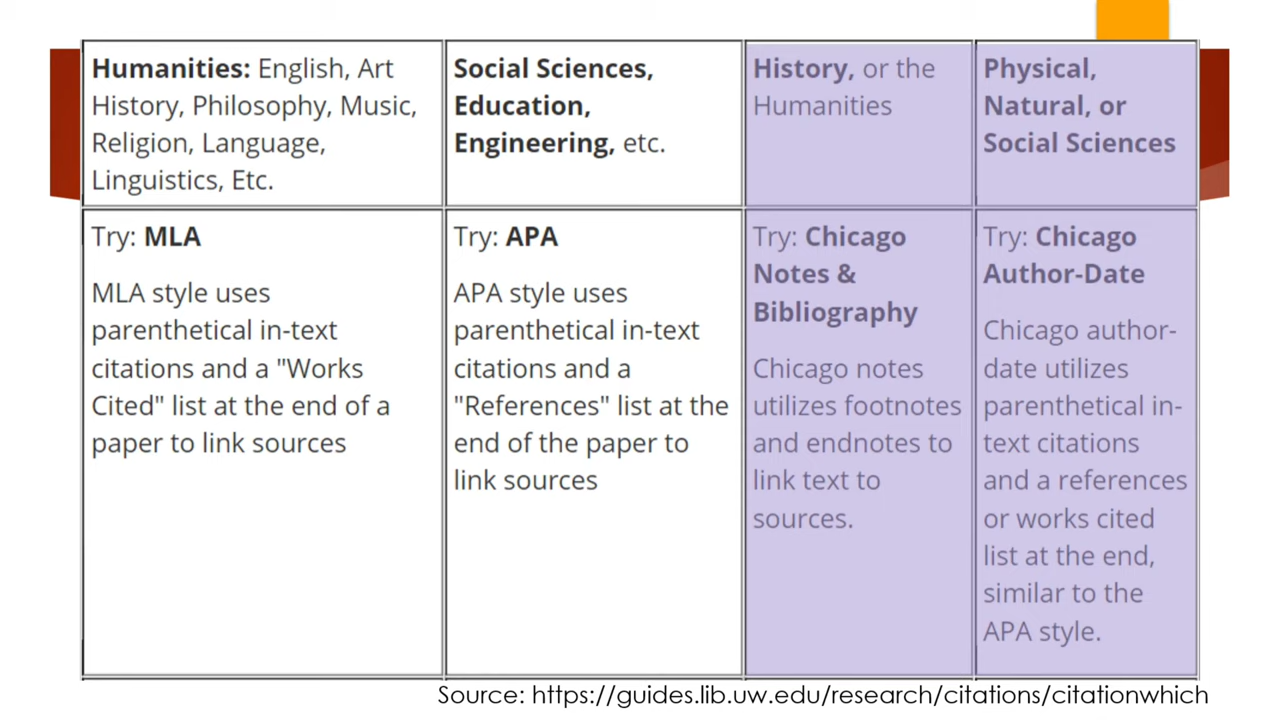 Humanities: English, Art
History, Philosophy, Music,
Religion, Language,
Linguistics, Etc.
Social Sciences,
Education,
Engineering, etc.
History, or the
Humanities
Physical,
Natural, or
Social Sciences
Try: MLA
MLA style uses
parenthetical in-text
citations and a "Works
Cited" list at the end of a
paper to link sources
Try: APA
APA style uses
parenthetical in-text
citations and a
"References" list at the
end of the paper to
link sources
Try: Chicago
Notes &
Bibliography
Chicago notes
utilizes footnotes
and endnotes to
link text to
sources.
Try: Chicago
Author-Date
Chicago author-
date utilizes
parenthetical in-
text citations
and a references
or works cited
list at the end,
similar to the
APA style.
Source: https://guides.lib.uw.edu/research/citations/citationwhich